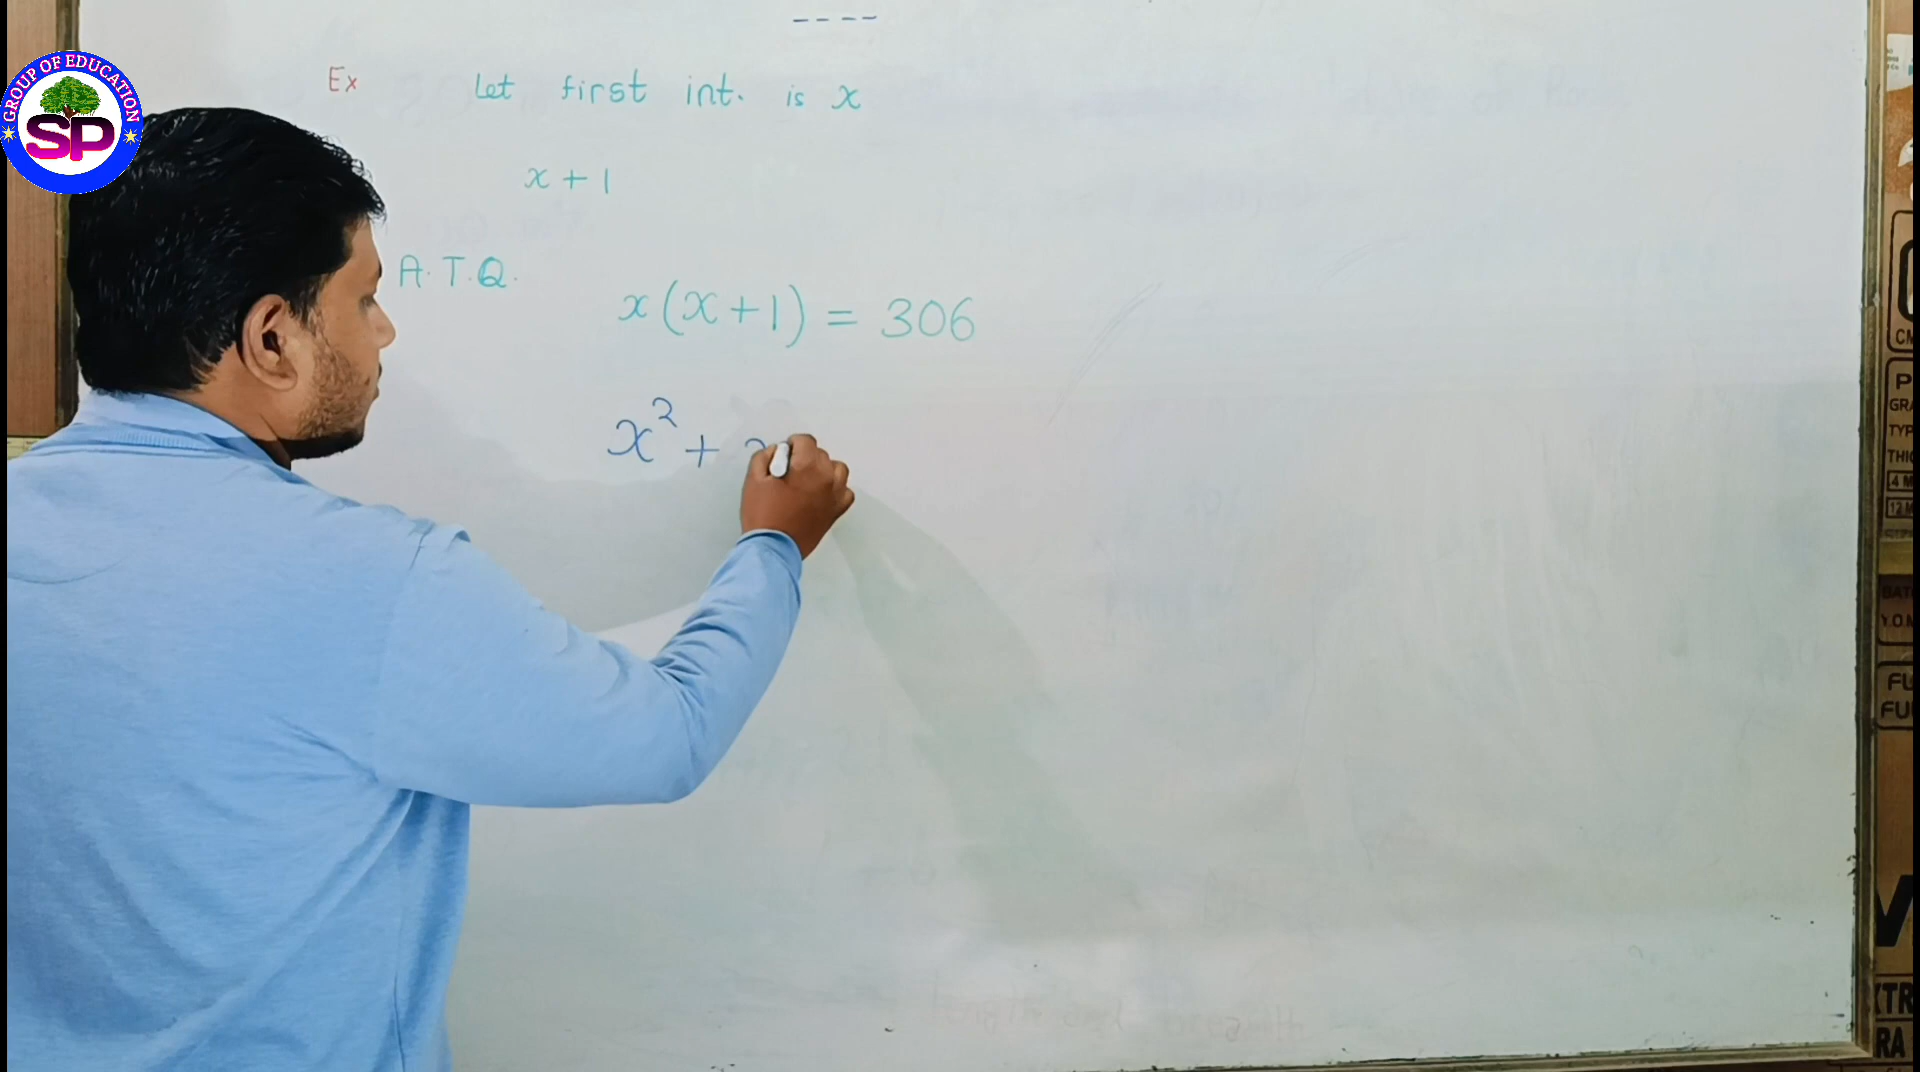 GROUP OF EDUCATION
SP
Ex Let first int. is x
x + 1
A.T.Q.
x(x+1) = 306
x² +